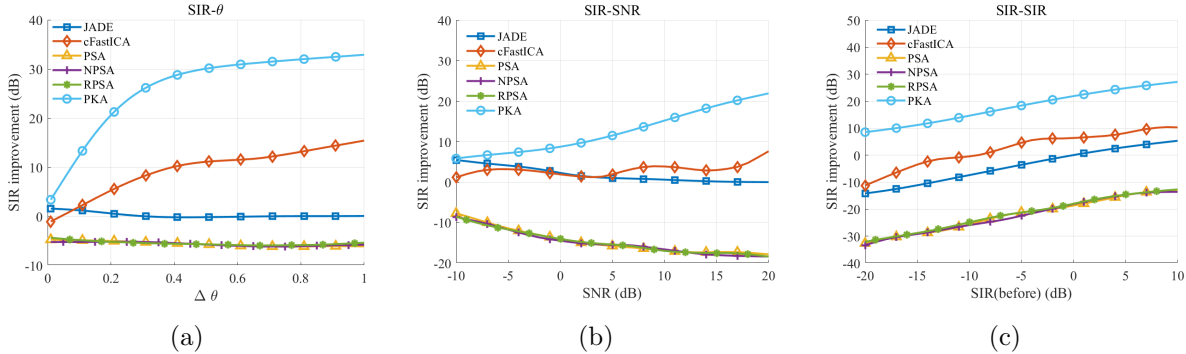 SIR-θ
SIR improvement (dB)
40
30
20
10
0
-10
JADE
cFastICA
PSA
NPSA
RPSA
PKA
0 0.2 0.4 0.6 0.8 1
Δ θ
(a)
SIR-SNR
SIR improvement (dB)
40
30
20
10
0
-10
-20
JADE
cFastICA
PSA
NPSA
RPSA
PKA
-10 -5 0 5 10 15 20
SNR (dB)
(b)
SIR-SIR
SIR improvement (dB)
50
40
30
20
10
0
-10
-20
-30
-40
JADE
cFastICA
PSA
NPSA
RPSA
PKA
-20 -15 -10 -5 0 5 10
SIR(before) (dB)
(c)